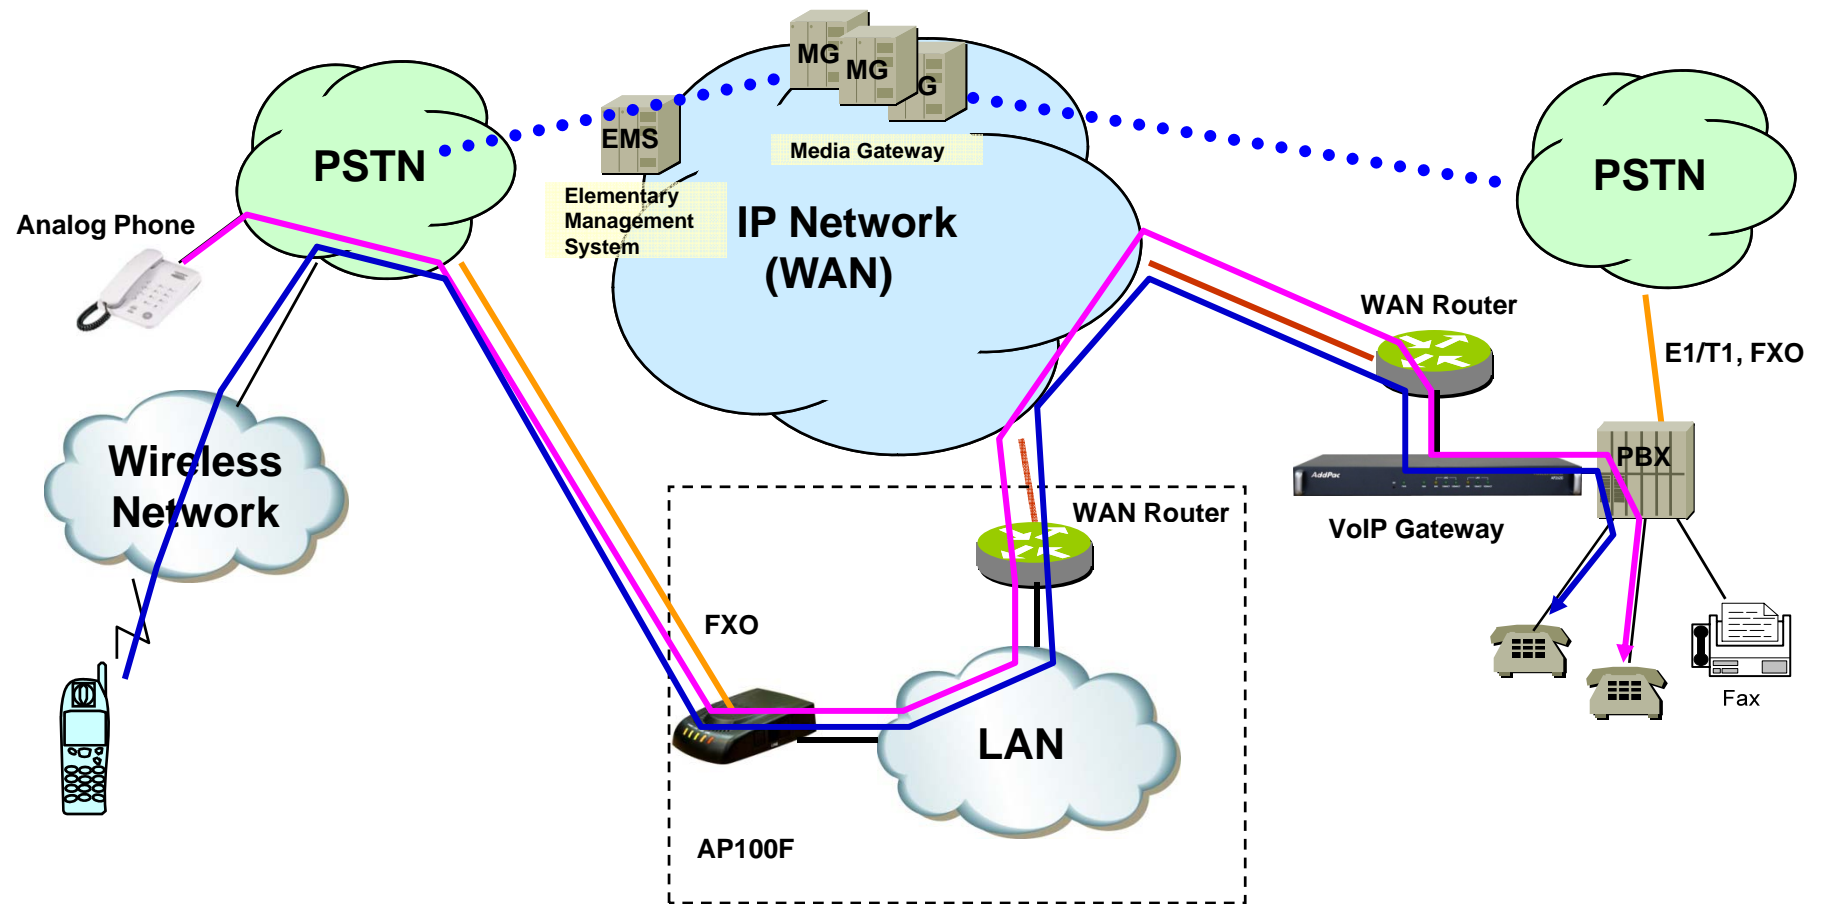 MG
MG
G
EMS
Media Gateway
PSTN
PSTN
Elementary
Management
System
IP Network
(WAN)
Analog Phone
WAN Router
E1/T1, FXO
Wireless
Network
PBX
AddPac
VoIP Gateway
WAN Router
FXO
Fax
LAN
AP100F